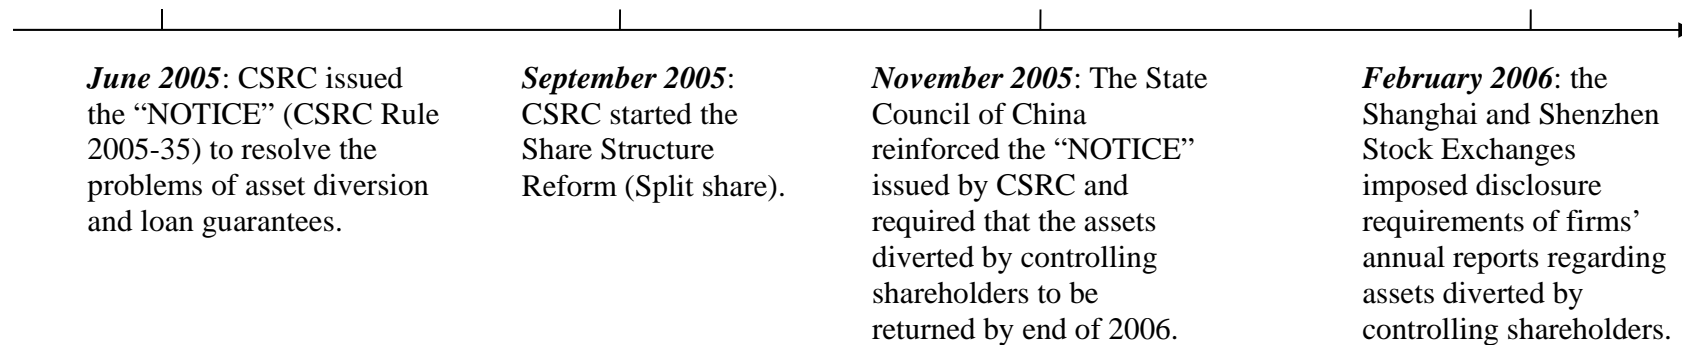 June 2005: CSRC issued
the “NOTICE” (CSRC Rule
2005-35) to resolve the
problems of asset diversion
and loan guarantees.
September 2005:
CSRC started the
Share Structure
Reform (Split share).
November 2005: The State
Council of China
reinforced the “NOTICE”
issued by CSRC and
required that the assets
diverted by controlling
shareholders to be
returned by end of 2006.
February 2006: the
Shanghai and Shenzhen
Stock Exchanges
imposed disclosure
requirements of firms’
annual reports regarding
assets diverted by
controlling shareholders.